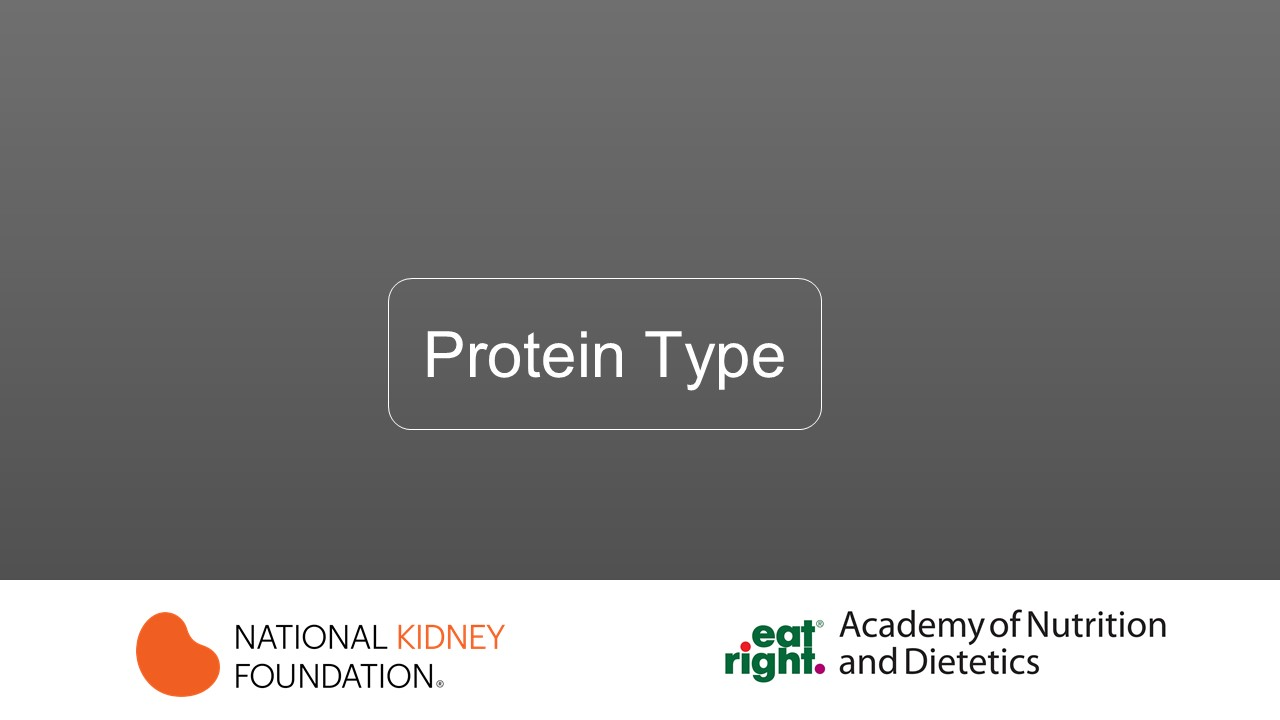 Protein Type
NATIONAL KIDNEY
FOUNDATION®
eat®
right.
Academy of Nutrition
and Dietetics